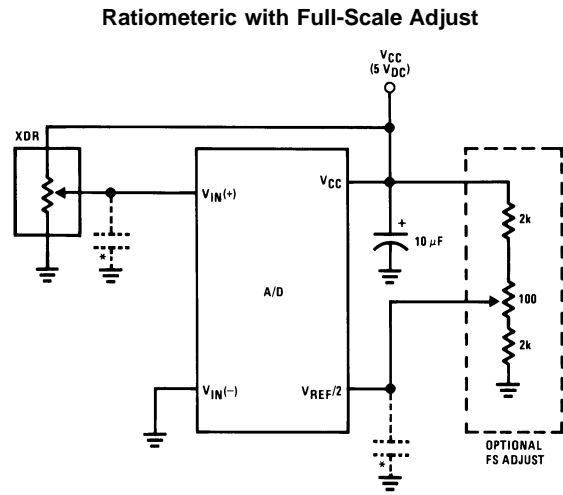 Ratiometeric with Full-Scale Adjust
VCC
(5 VDC)
XDR
VIN(+)
VCC
2k
+
10 μF
*
A/D
100
2k
VIN(–)
VREF/2
*
OPTIONAL
FS ADJUST